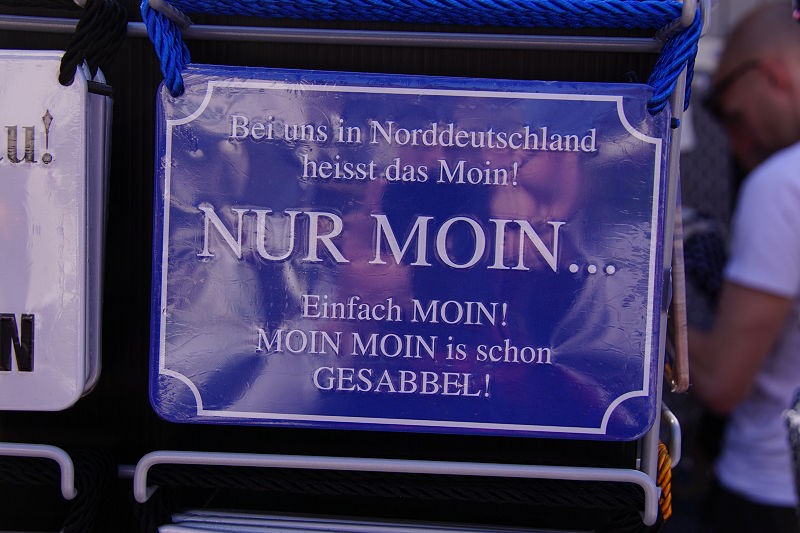 Bei uns in Norddeutschland
heisst das Moin!
NUR MOIN...
Einfach MOIN!
MOIN MOIN is schon
GESABBEL!